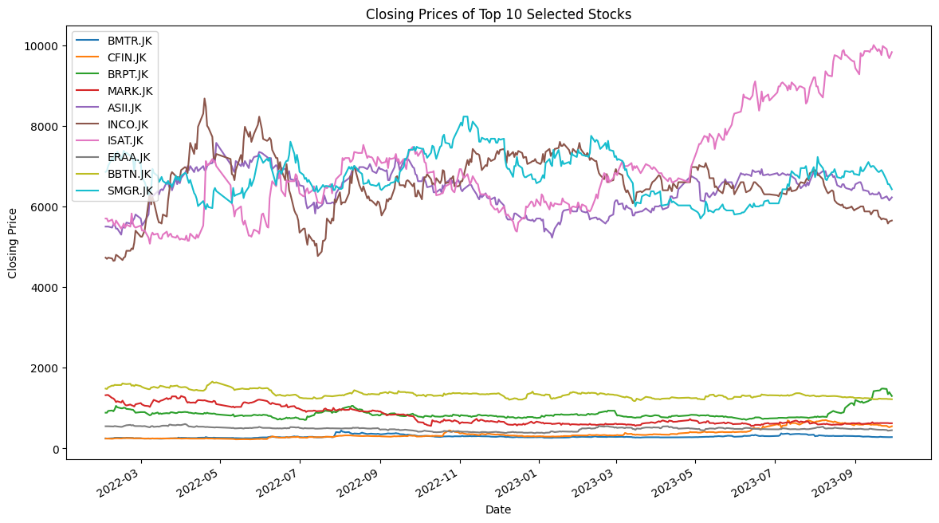 Closing Prices of Top 10 Selected Stocks
BMTR.JK
CFIN.JK
BRPT.JK
MARK.JK
ASII.JK
INCO.JK
ISAT.JK
ERAA.JK
BBTN.JK
SMGR.JK
Closing Price
10000
8000
6000
4000
2000
0
2022-03
2022-05
2022-07
2022-09
2022-11
2023-01
2023-03
2023-05
2023-07
2023-09
Date